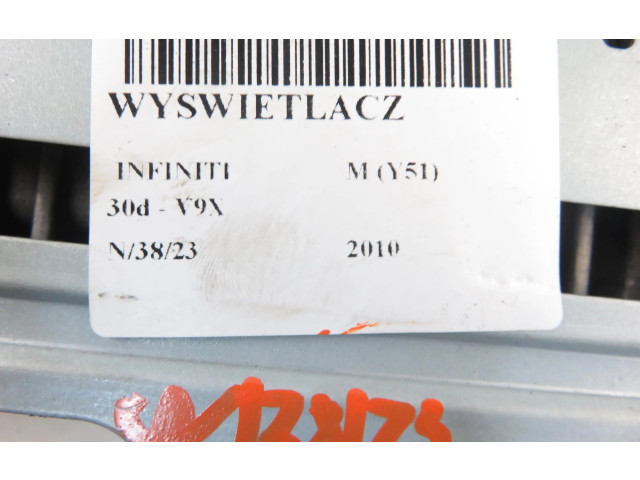 WYSWIETLACZ
INFINITI M (Y51)
30d - V9X
N/38/23 2010